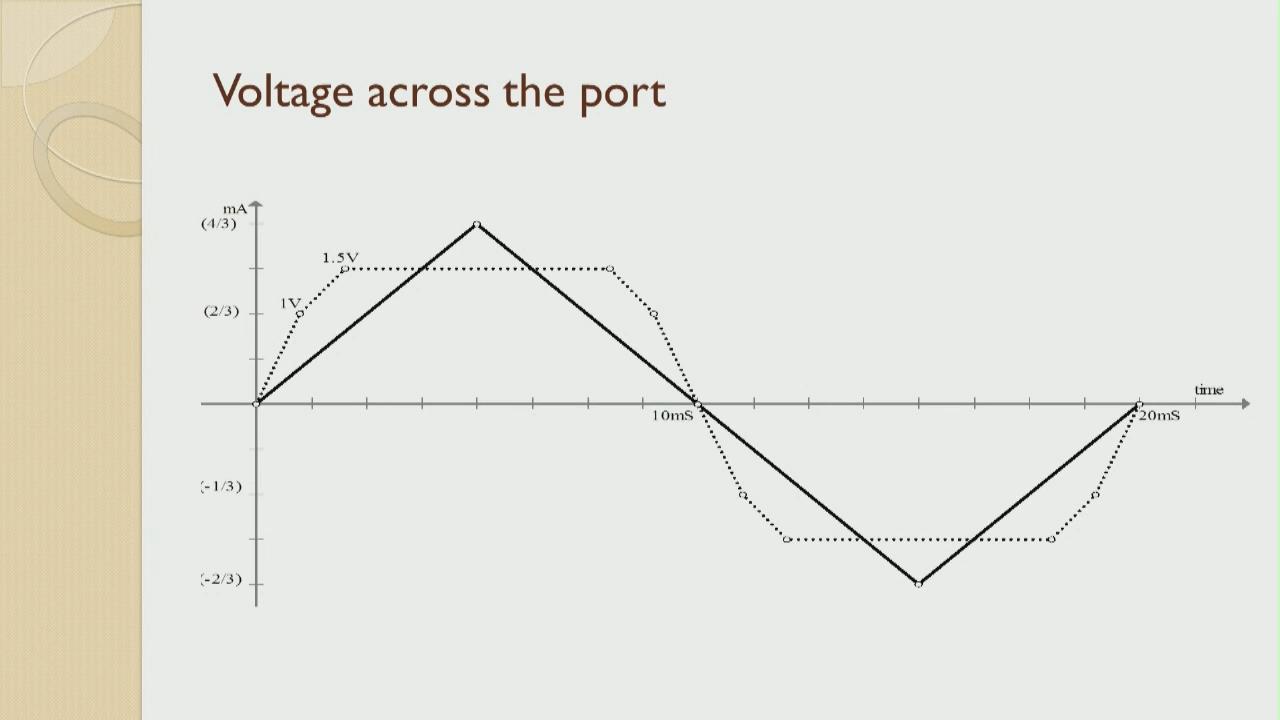 Voltage across the port
mA
(4/3)
1.5V
1V
(2/3)
time
10mS
20mS
(-1/3)
(-2/3)